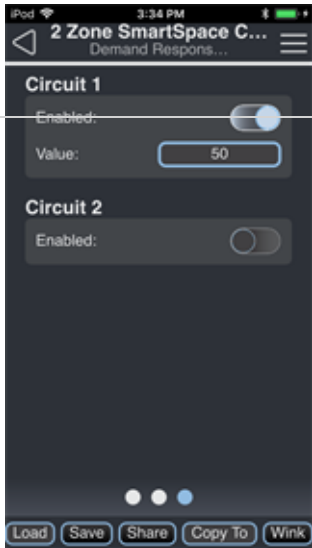 iPod 3:34 PM
2 Zone SmartSpace C...
Demand Respons...
Circuit 1
Enabled:
Value: 50
Circuit 2
Enabled:
Load Save Share Copy To Wink